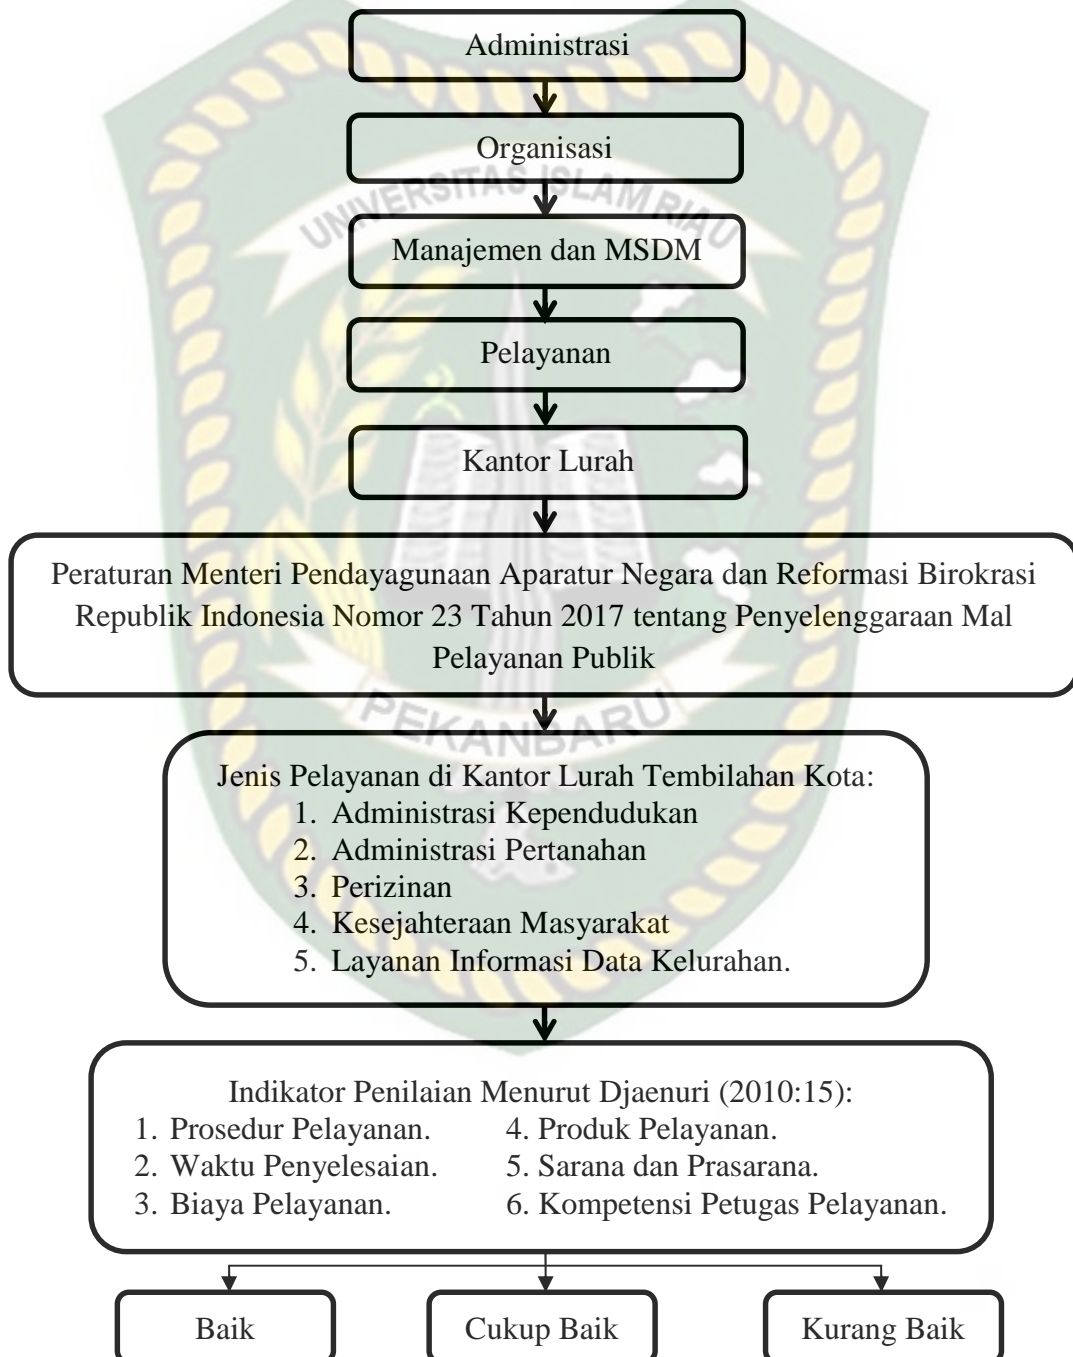 Administrasi
Organisasi
UNIVERSITAS ISLAM RIAU
Manajemen dan MSDM
Pelayanan
Kantor Lurah
Peraturan Menteri Pendayagunaan Aparatur Negara dan Reformasi Birokrasi
Republik Indonesia Nomor 23 Tahun 2017 tentang Penyelenggaraan Mal
Pelayanan Publik
PEKANBARU
Jenis Pelayanan di Kantor Lurah Tembilahan Kota:
1. Administrasi Kependudukan
2. Administrasi Pertanahan
3. Perizinan
4. Kesejahteraan Masyarakat
5. Layanan Informasi Data Kelurahan.
Indikator Penilaian Menurut Djaenuri (2010:15):
1. Prosedur Pelayanan.
2. Waktu Penyelesaian.
3. Biaya Pelayanan.
4. Produk Pelayanan.
5. Sarana dan Prasarana.
6. Kompetensi Petugas Pelayanan.
Baik
Cukup Baik
Kurang Baik